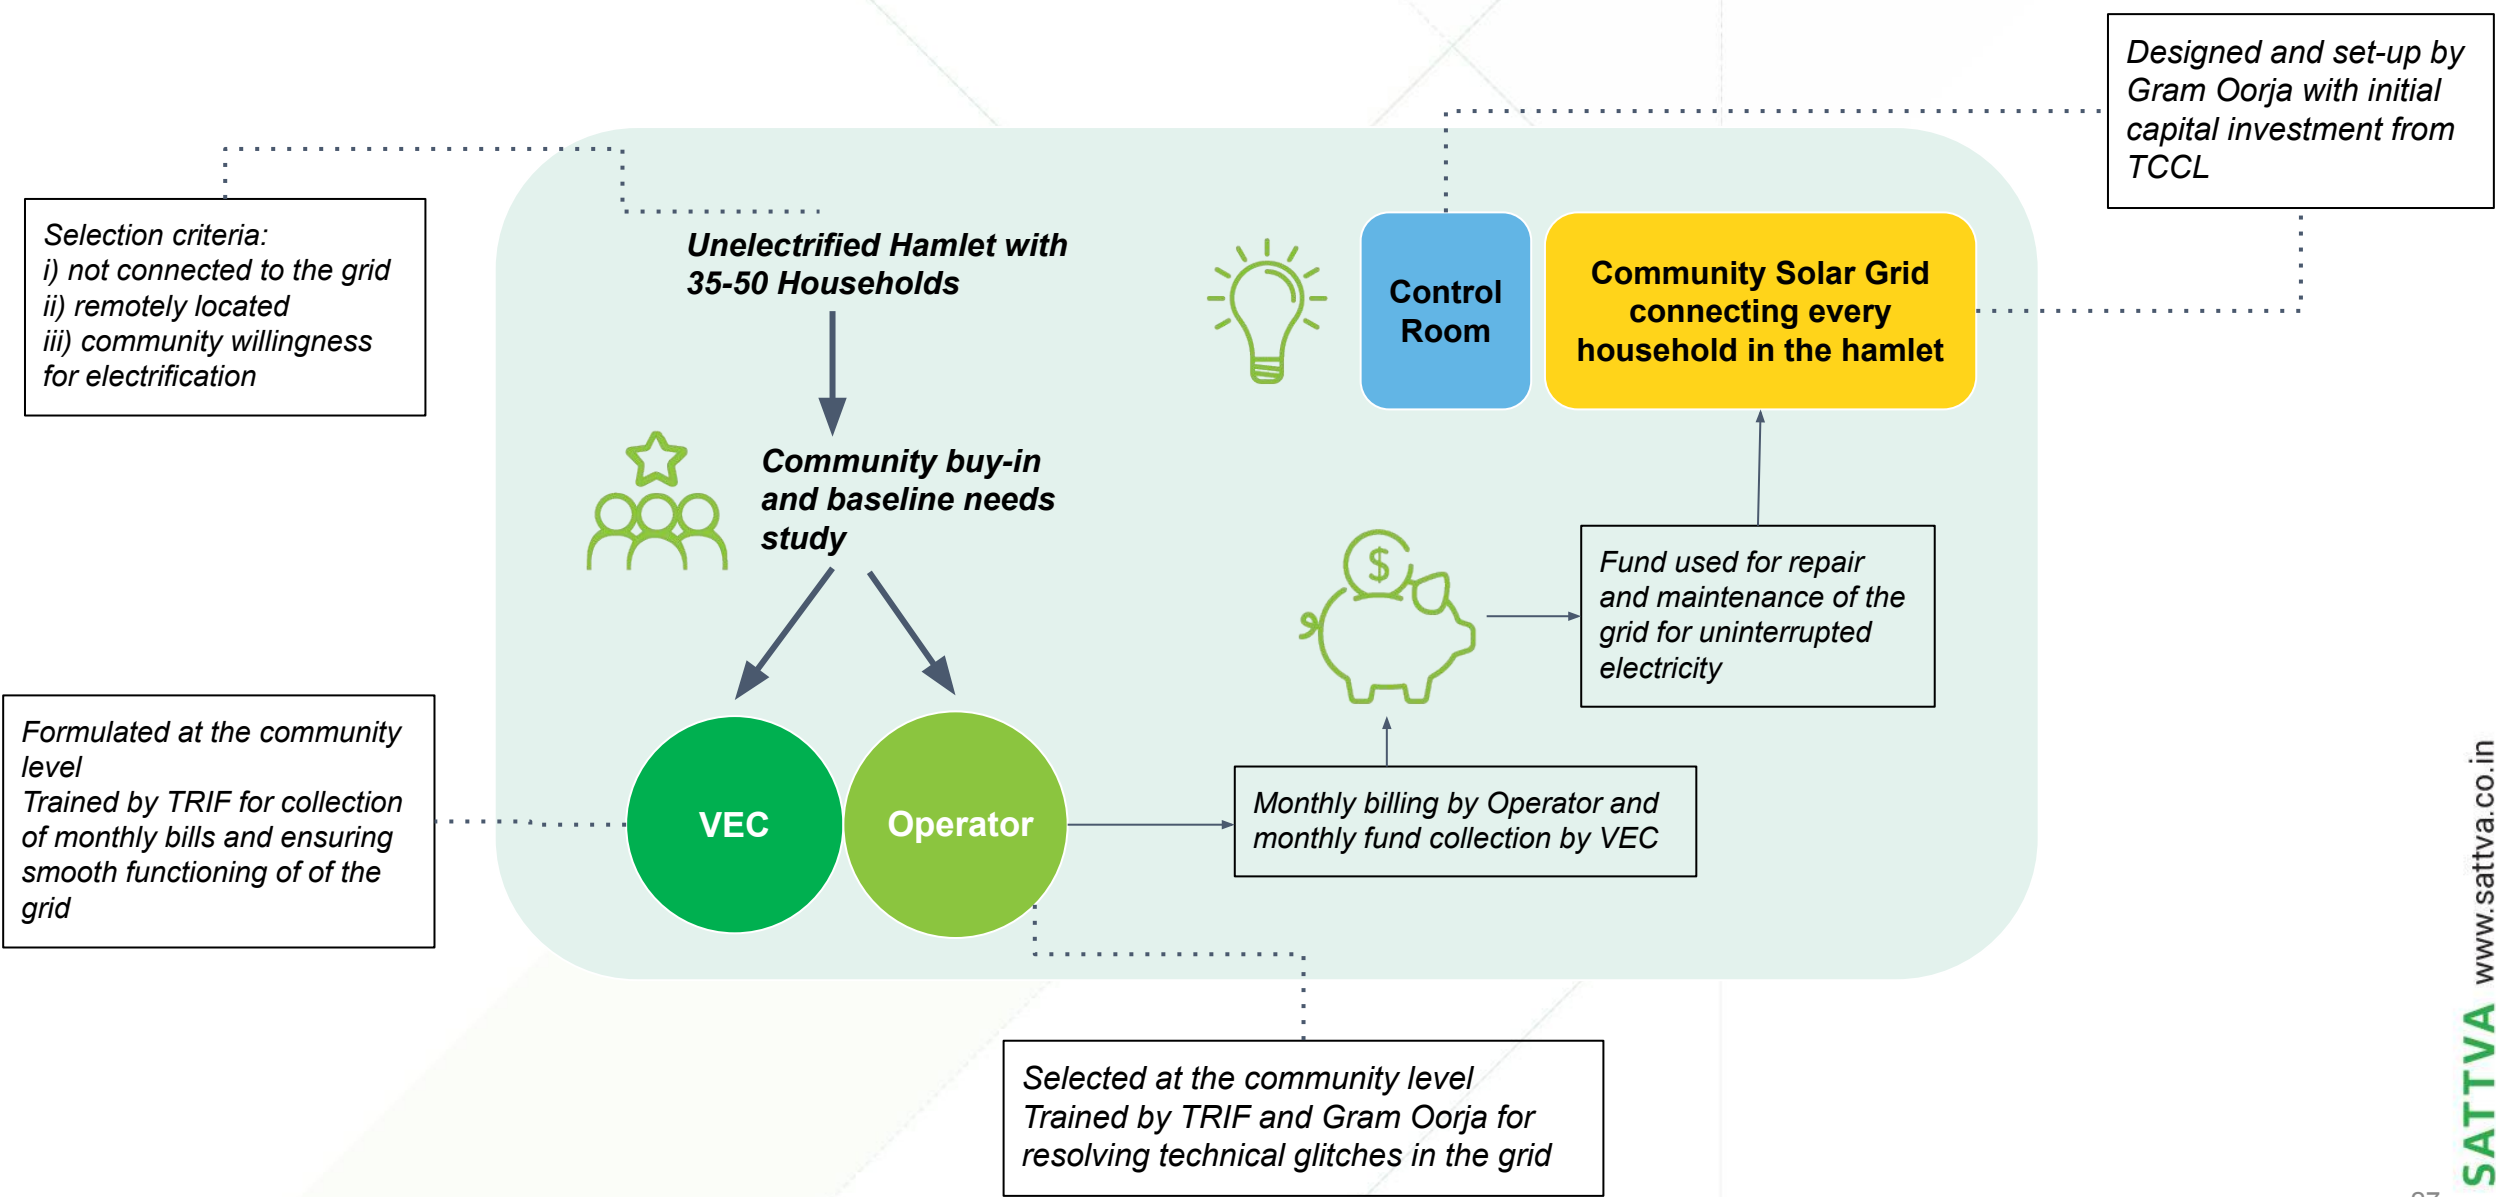 Designed and set-up by
Gram Oorja with initial
capital investment from
TCCL
Selection criteria:
i) not connected to the grid
ii) remotely located
iii) community willingness
for electrification
Unelectrified Hamlet with
35-50 Households
Control
Room
Community Solar Grid
connecting every
household in the hamlet
Community buy-in
and baseline needs
study
$
Fund used for repair
and maintenance of the
grid for uninterrupted
electricity
Formulated at the community
level
Trained by TRIF for collection
of monthly bills and ensuring
smooth functioning of of the
grid
VEC
Operator
Monthly billing by Operator and
monthly fund collection by VEC
Selected at the community level
Trained by TRIF and Gram Oorja for
resolving technical glitches in the grid
SATTVA www.sattva.co.in